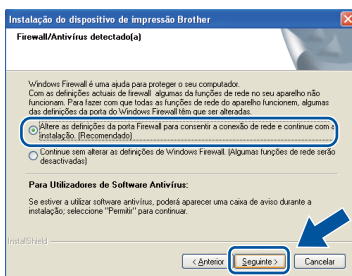 Instalação do dispositivo de impressão Brother
Firewall/Antivírus detectado(a)
Windows Firewall é uma ajuda para proteger o seu computador.
Com as definições actuais de firewall algumas da funções de rede no seu aparelho não
funcionam. Para fazer com que todas as funções de rede do aparelho funcionem, algumas
das definições da porta do Windows Firewall têm que ser alteradas.
Altere as definições da porta Firewall para consentir a conexão de rede e continue com a
instalação. (Recomendado)
Continue sem alterar as definições de Windows Firewall. (Algumas funções de rede serão
desactivadas)
Para Utilizadores de Software Antivírus:
Se estiver a utilizar software antivírus, poderá aparecer uma caixa de aviso durante a
instalação; seleccione "Permitir" para continuar.
InstallShield
< Anterior Seguinte > Cancelar